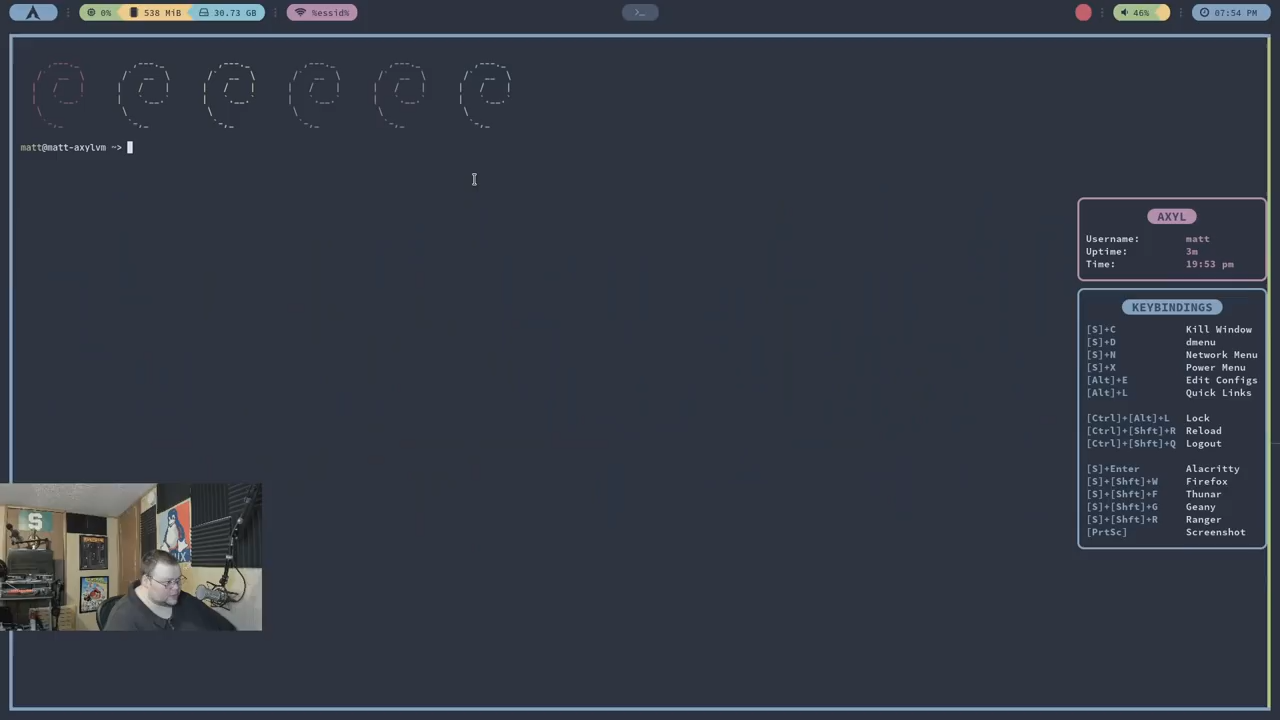 0% 538 MiB 30.73 GB %essid% >_ 46% 07:54 PM
matt@matt-axylvm ~>
AXYL
Username: matt
Uptime: 3m
Time: 19:53 pm
KEYBINDINGS
[S]+C Kill Window
[S]+D dmenu
[S]+N Network Menu
[S]+X Power Menu
[Alt]+E Edit Configs
[Alt]+L Quick Links
[Ctrl]+[Alt]+L Lock
[Ctrl]+[Shft]+R Reload
[Ctrl]+[Shft]+Q Logout
[S]+Enter Alacritty
[S]+[Shft]+W Firefox
[S]+[Shft]+F Thunar
[S]+[Shft]+G Geany
[S]+[Shft]+R Ranger
[PrtSc] Screenshot